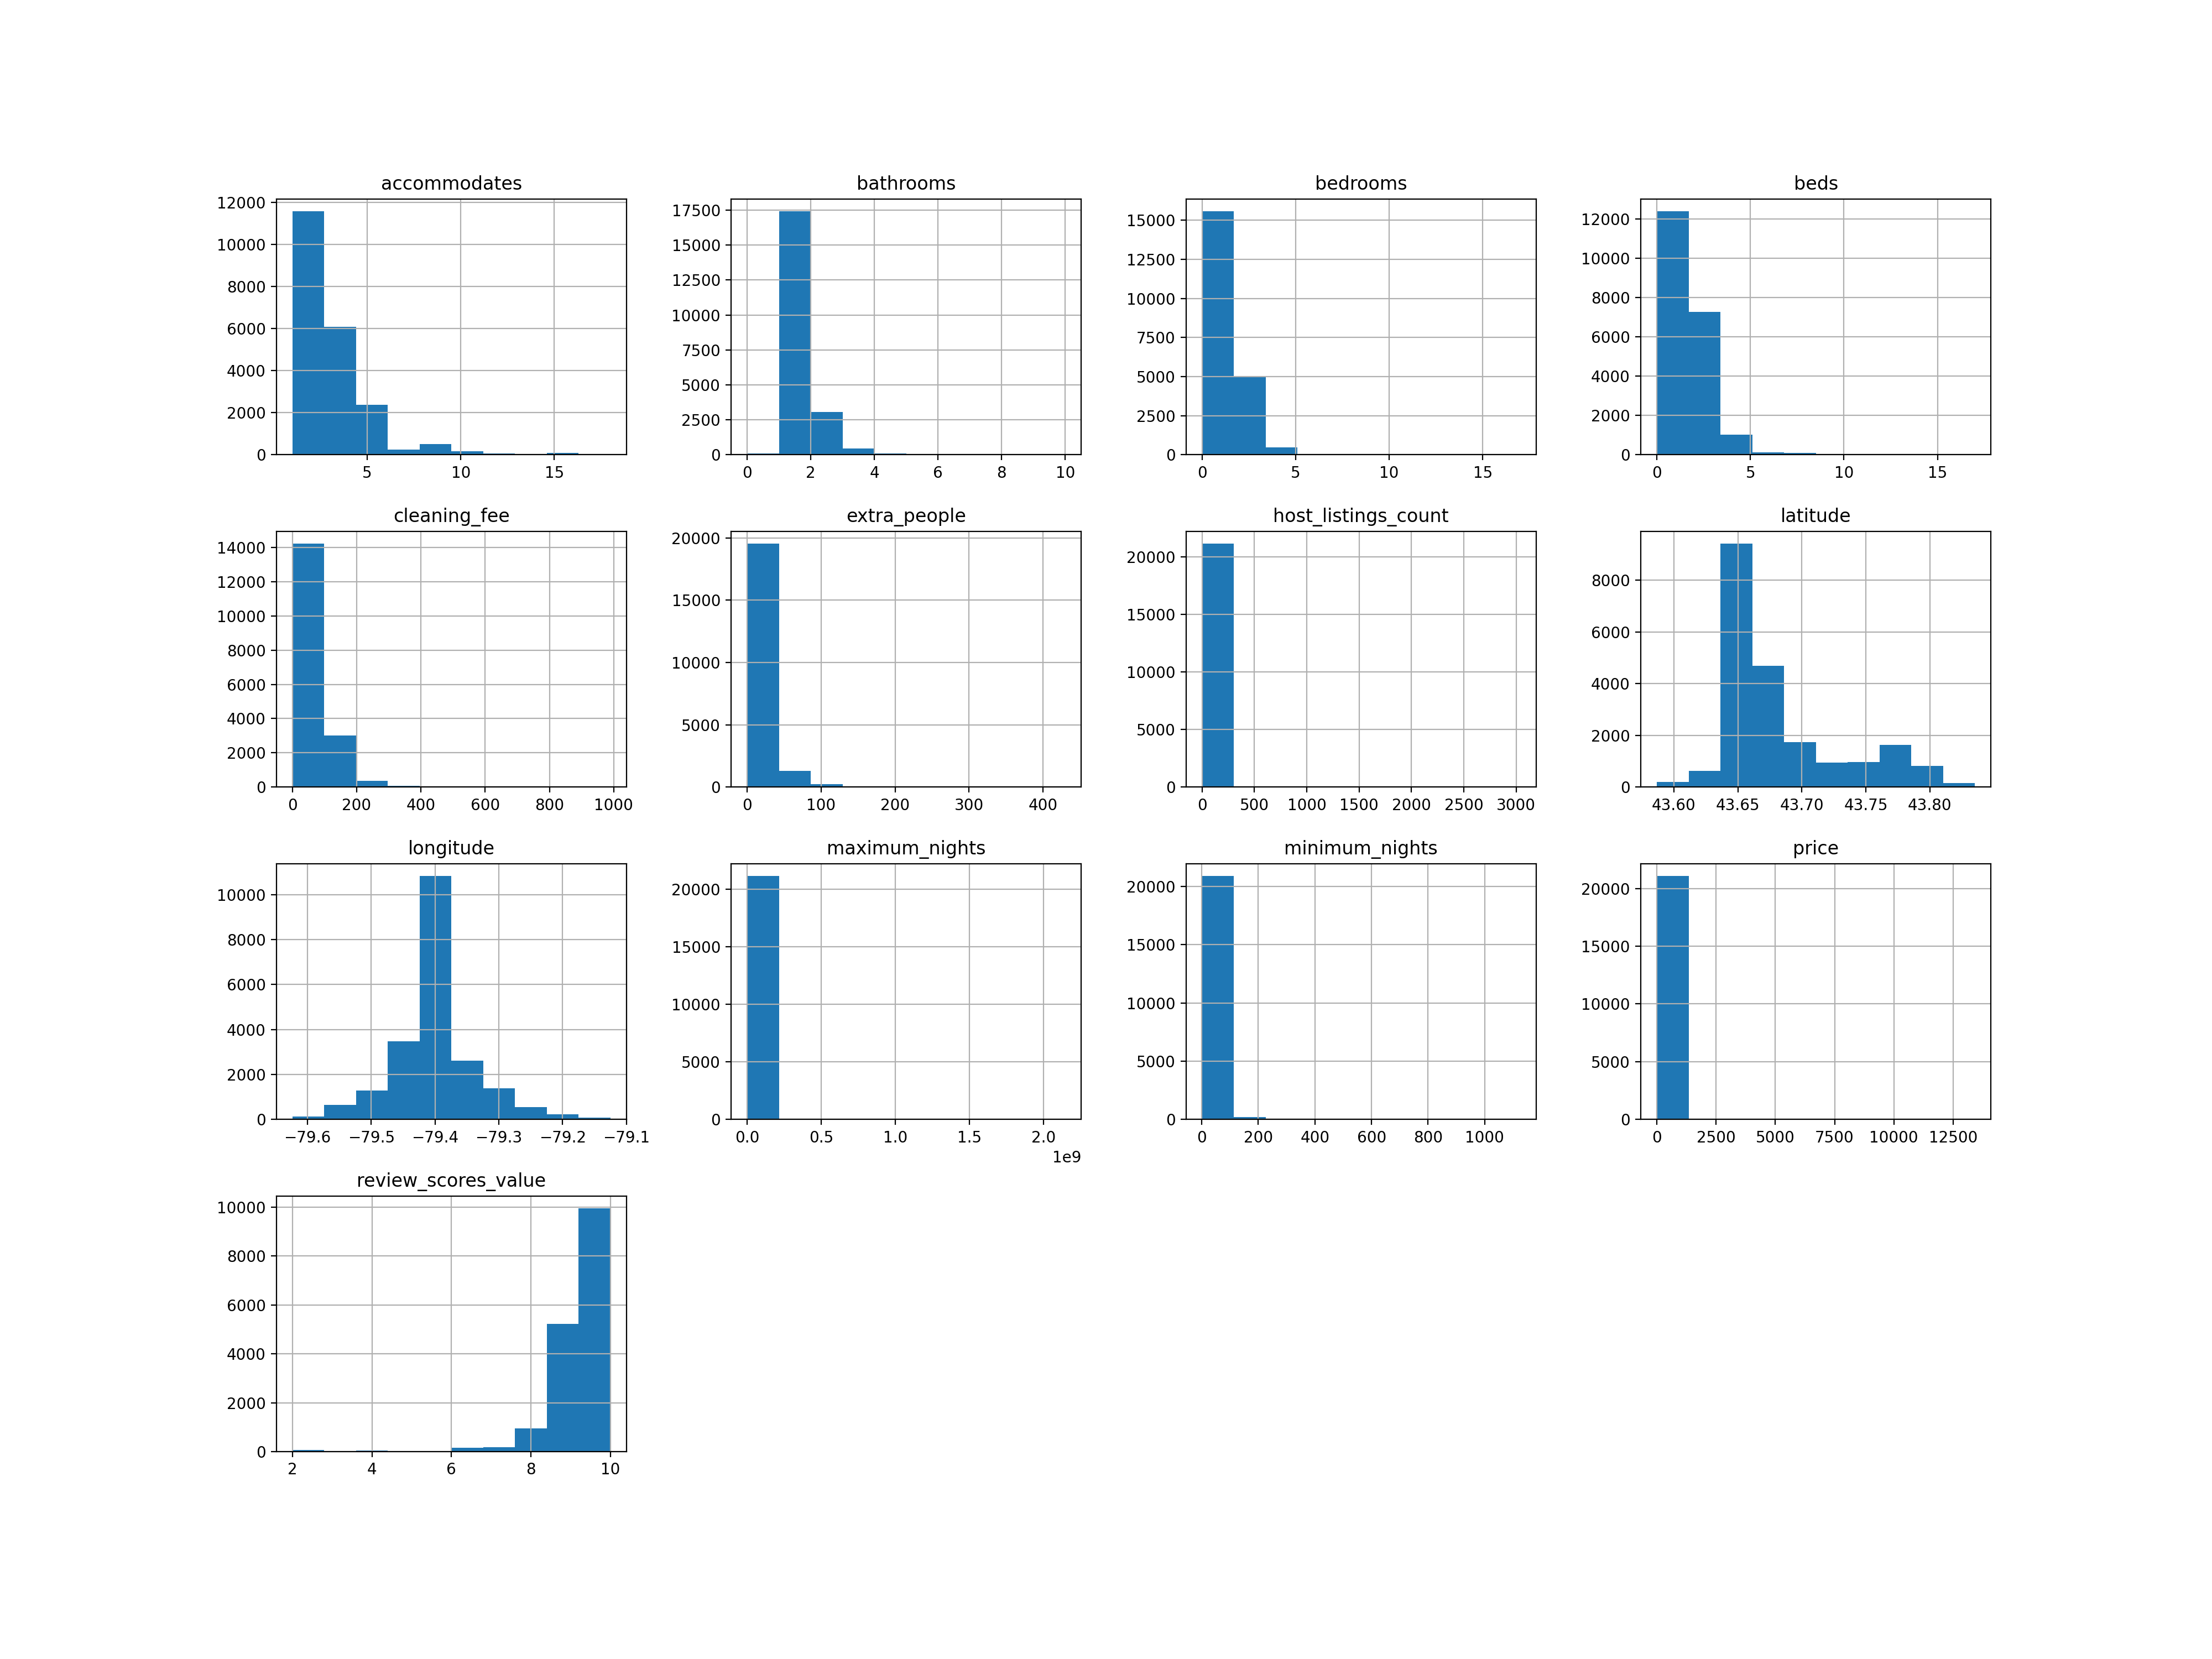 accommodates
12000
10000
8000
6000
4000
2000
0
5 10 15
bathrooms
17500
15000
12500
10000
7500
5000
2500
0
0 2 4 6 8 10
bedrooms
15000
12500
10000
7500
5000
2500
0
0 5 10 15
beds
12000
10000
8000
6000
4000
2000
0
0 5 10 15
cleaning_fee
14000
12000
10000
8000
6000
4000
2000
0
0 200 400 600 800 1000
extra_people
20000
15000
10000
5000
0
0 100 200 300 400
host_listings_count
20000
15000
10000
5000
0
0 500 1000 1500 2000 2500 3000
latitude
8000
6000
4000
2000
0
43.60 43.65 43.70 43.75 43.80
longitude
10000
8000
6000
4000
2000
0
−79.6 −79.5 −79.4 −79.3 −79.2 −79.1
maximum_nights
20000
15000
10000
5000
0
0.0 0.5 1.0 1.5 2.0
1e9
minimum_nights
20000
15000
10000
5000
0
0 200 400 600 800 1000
price
20000
15000
10000
5000
0
0 2500 5000 7500 10000 12500
review_scores_value
10000
8000
6000
4000
2000
0
2 4 6 8 10